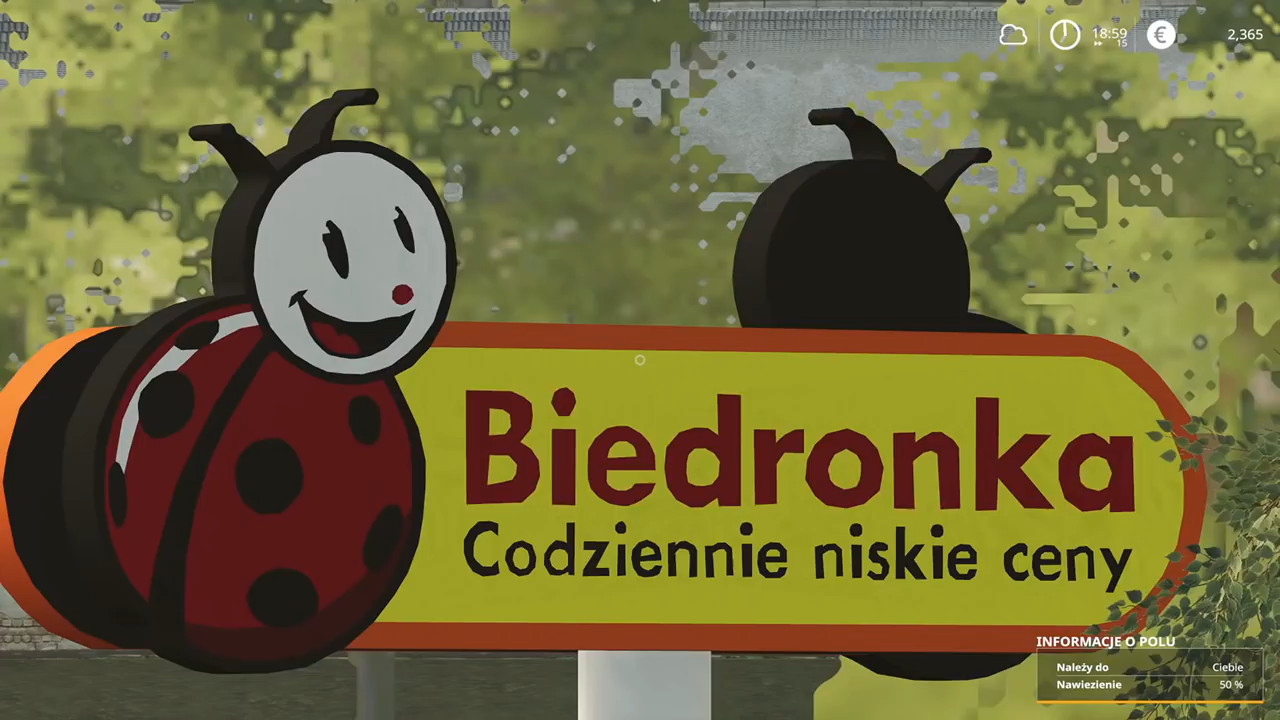 18:59
15
€
2,365
Biedronka
Codziennie niskie ceny
INFORMACJE O POLU
Należy do Ciebie
Nawiezienie 50 %